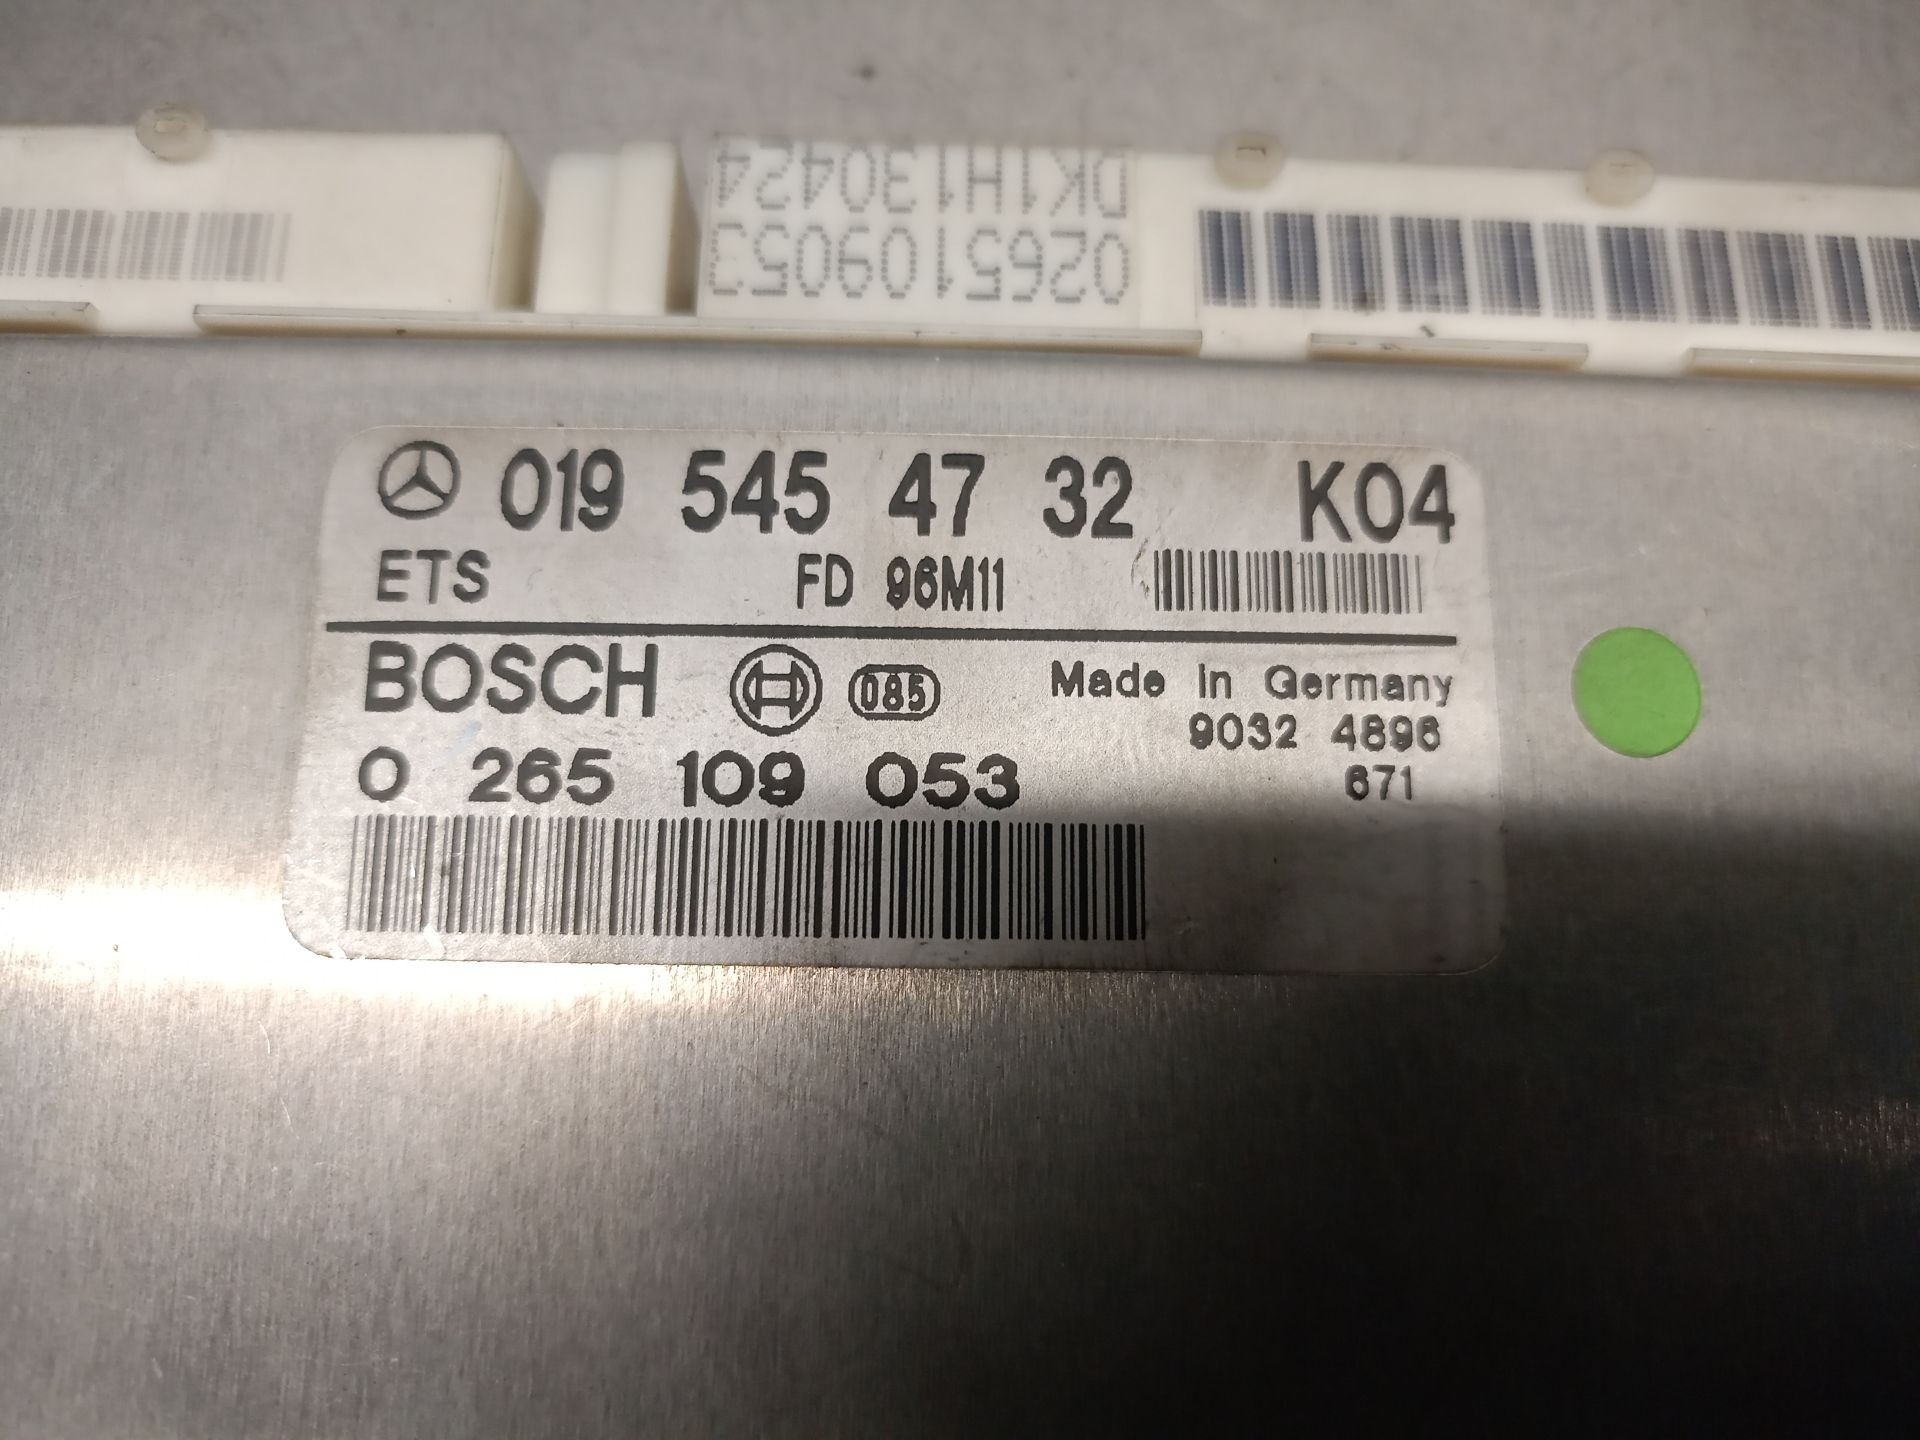 DK1H130424
0265109053
019 545 47 32 K04
ETS FD 96M11
BOSCH 085 Made in Germany
9032 4896
0 265 109 053 671